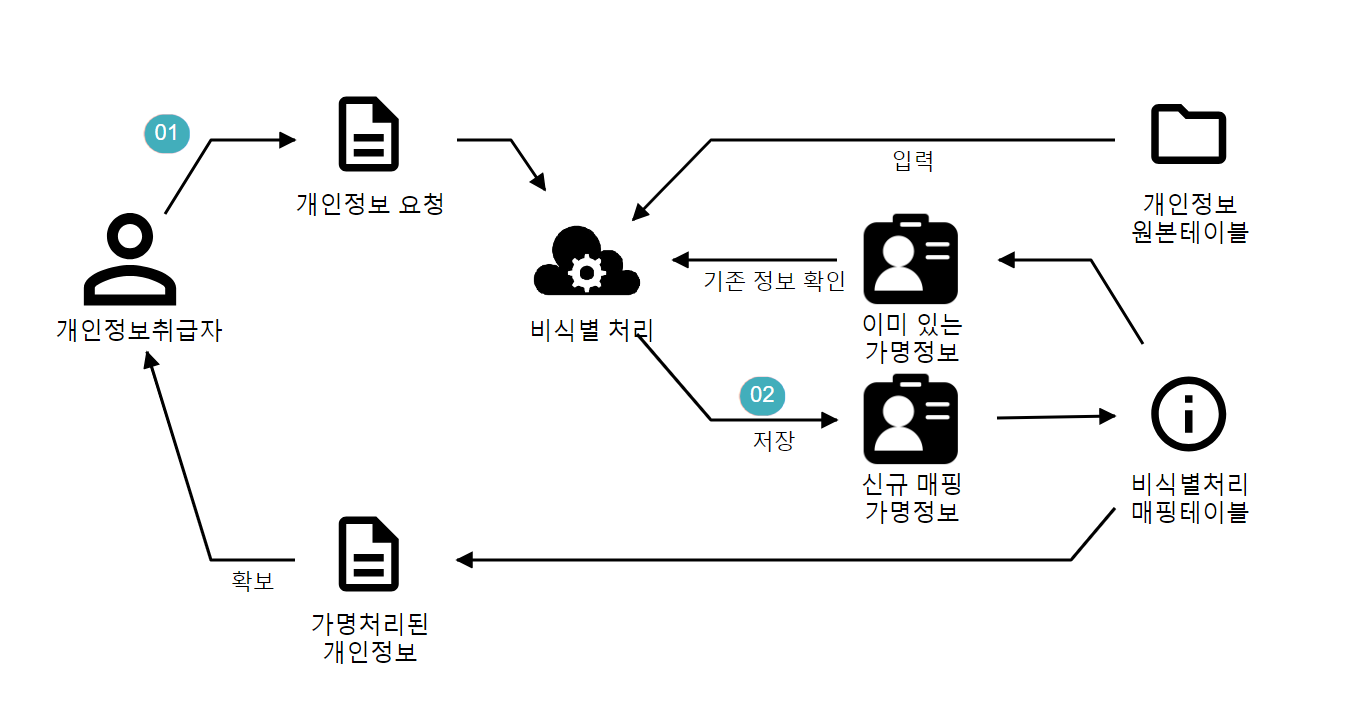 01
개인정보 요청
입력
개인정보
원본테이블
개인정보취급자
비식별 처리
기존 정보 확인
이미 있는
가명정보
02
저장
신규 매핑
가명정보
비식별처리
매핑테이블
확보
가명처리된
개인정보